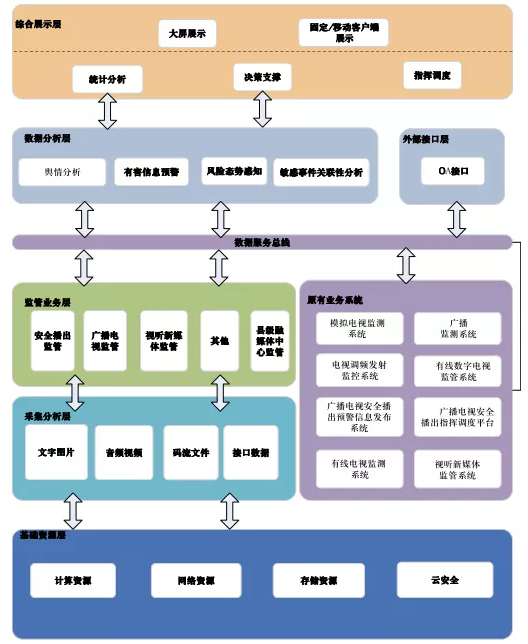 综合展示层
大屏展示
固定/移动客户端
展示
统计分析
决策支撑
指挥调度
数据分析层
舆情分析
有害信息预警
风险态势感知
敏感事件关联性分析
外部接口层
OA接口
数据服务总线
监管业务层
安全播出
监管
广播电
视监管
视听新媒
体监管
其他
县级融
媒体中
心监管
原有业务系统
模拟电视监测
系统
广播
监测系统
电视调频发射
监控系统
有线数字电视
监管系统
广播电视安全播
出预警信息发布
系统
广播电视安全
播出指挥调度平台
有线电视监测
系统
视听新媒体
监管系统
采集分析层
文字图片
音频视频
码流文件
接口数据
基础资源层
计算资源
网络资源
存储资源
云安全